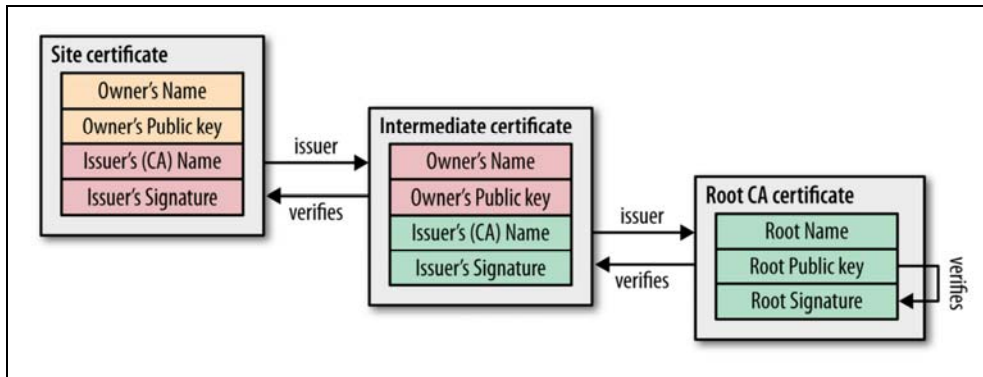 Site certificate
Owner's Name
Owner's Public key
Issuer's (CA) Name
Issuer's Signature
issuer
verifies
Intermediate certificate
Owner's Name
Owner's Public key
Issuer's (CA) Name
Issuer's Signature
issuer
verifies
Root CA certificate
Root Name
Root Public key
Root Signature
verifies